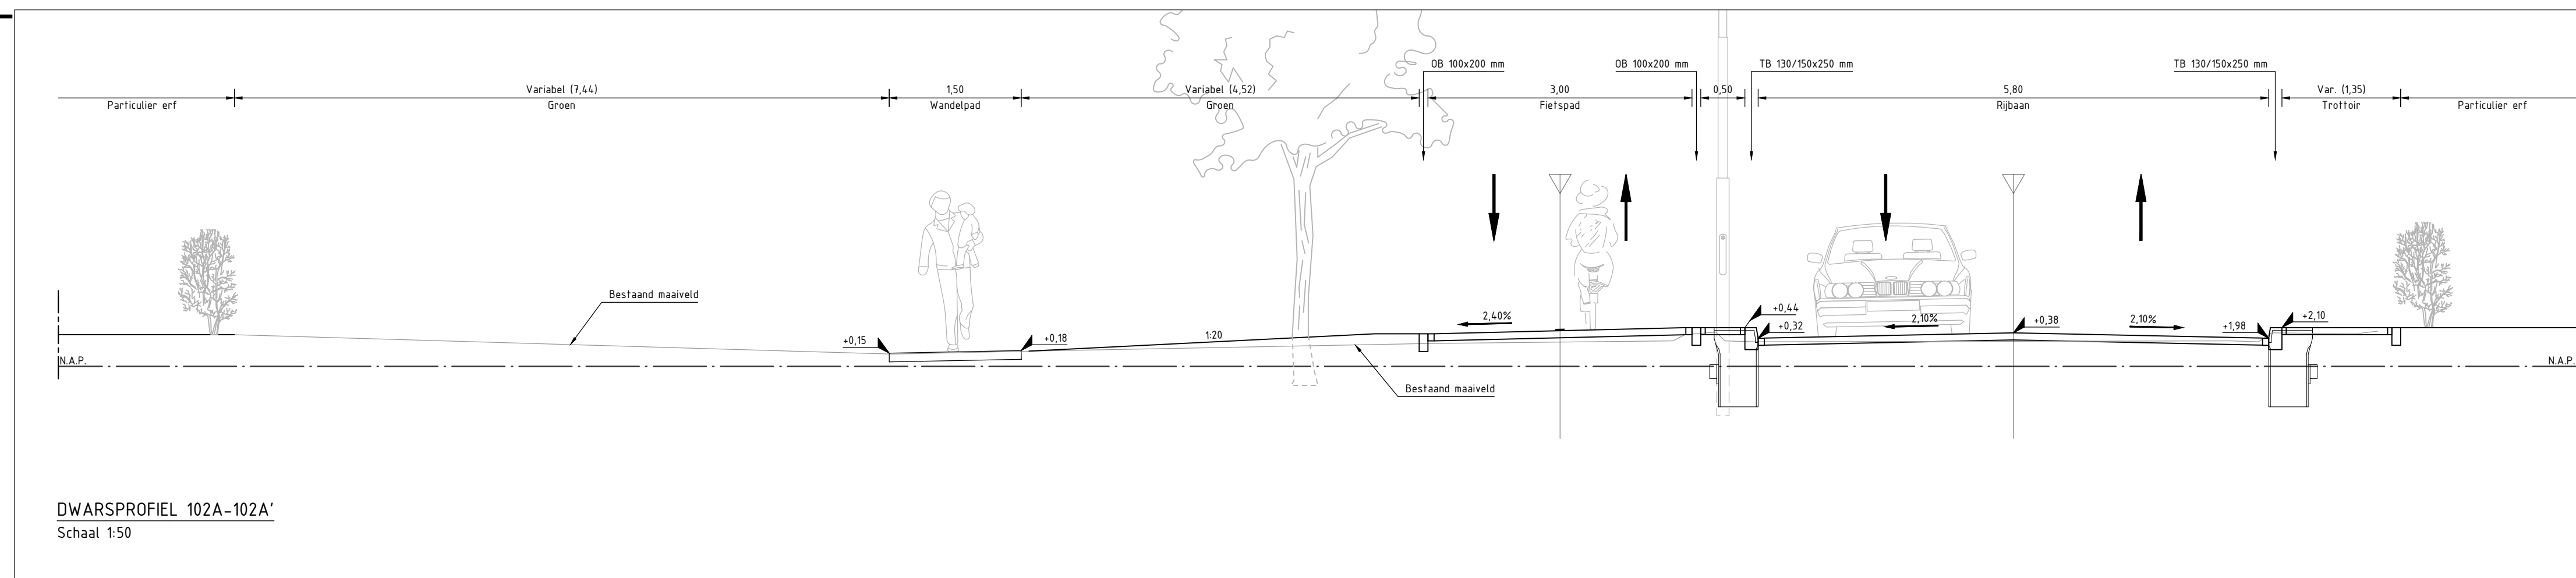 OB 100x200 mm
OB 100x200 mm
TB 130/150x250 mm
TB 130/150x250 mm
Particulier erf
Variabel (7,44)
Groen
1,50
Wandelpad
Variabel (4,52)
Groen
3,00
Fietspad
0,50
5,80
Rijbaan
Var. (1,35)
Trottoir
Particulier erf
Bestaand maaiveld
+0,15
+0,18
1:20
2,40%
+0,44
+0,32
2,10%
+0,38
2,10%
+1,98
+2,10
N.A.P.
N.A.P.
Bestaand maaiveld
DWARSPROFIEL 102A-102A'
Schaal 1:50